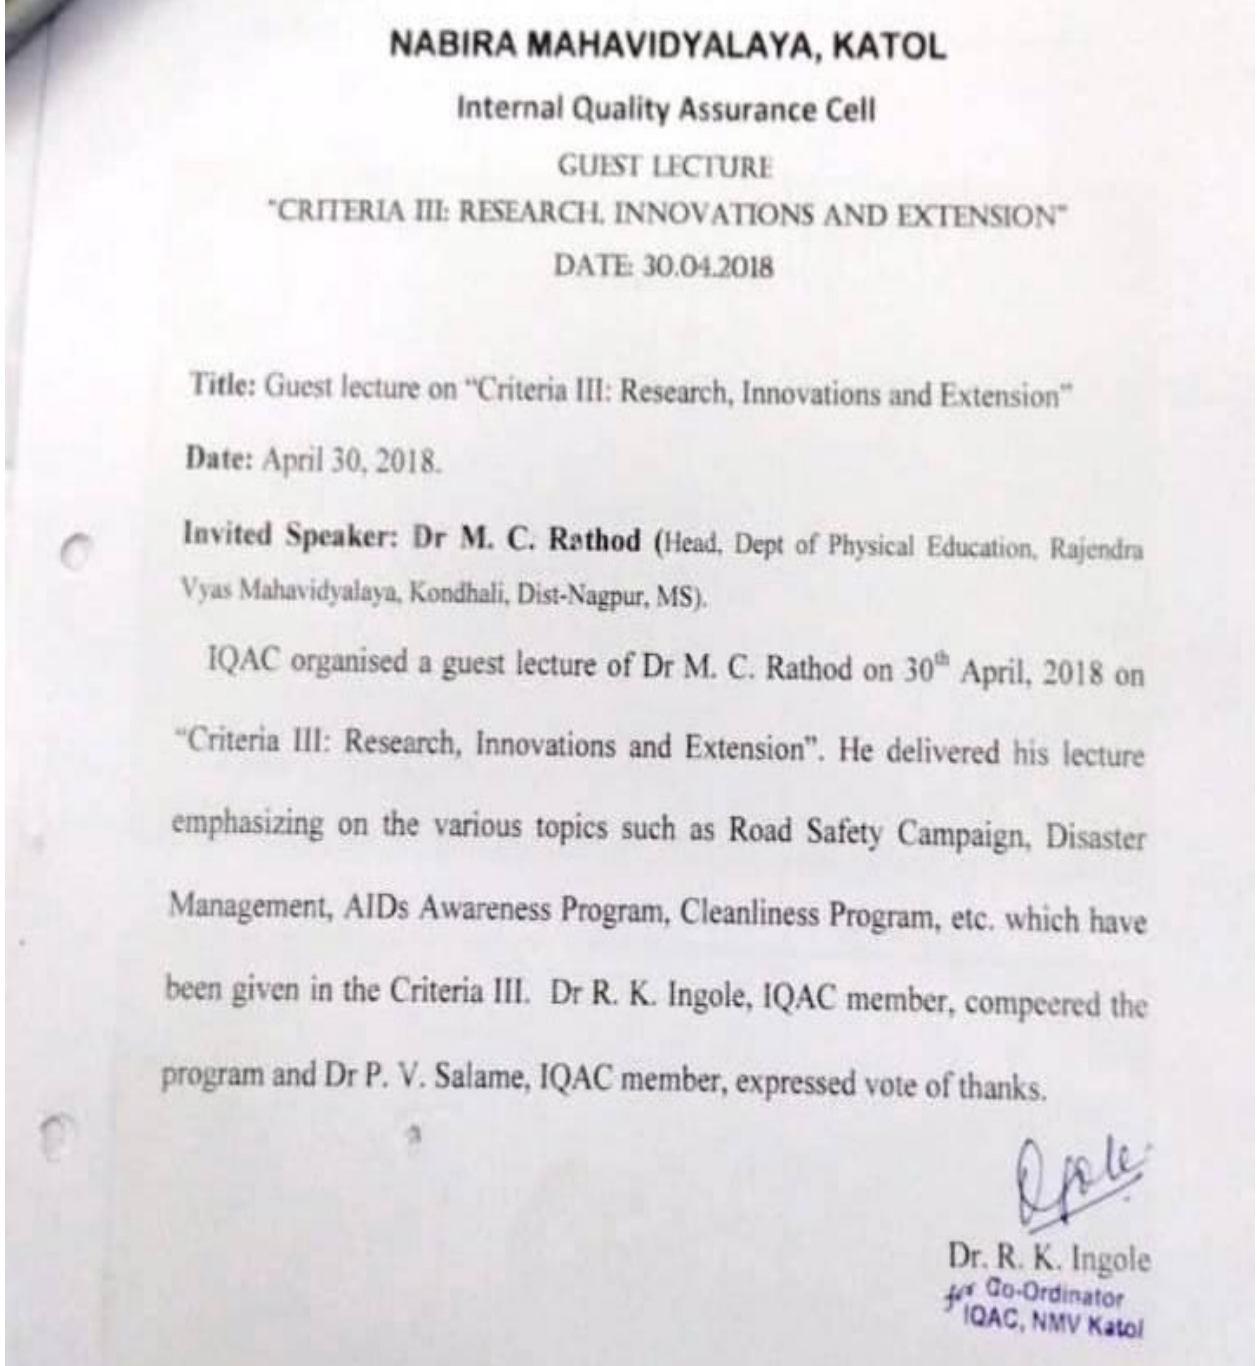 NABIRA MAHAVIDYALAYA, KATOL
Internal Quality Assurance Cell
GUEST LECTURE
"CRITERIA III: RESEARCH, INNOVATIONS AND EXTENSION"
DATE: 30.04.2018
Title: Guest lecture on "Criteria III: Research, Innovations and Extension"
Date: April 30, 2018.
Invited Speaker: Dr M. C. Rathod (Head, Dept of Physical Education, Rajendra
Vyas Mahavidyalaya, Kondhali, Dist-Nagpur, MS).
IQAC organised a guest lecture of Dr M. C. Rathod on 30th April, 2018 on
"Criteria III: Research, Innovations and Extension". He delivered his lecture
emphasizing on the various topics such as Road Safety Campaign, Disaster
Management, AIDs Awareness Program, Cleanliness Program, etc. which have
been given in the Criteria III. Dr R. K. Ingole, IQAC member, compeered the
program and Dr P. V. Salame, IQAC member, expressed vote of thanks.
Dr. R. K. Ingole
for Co-Ordinator
IQAC, NMV Katol